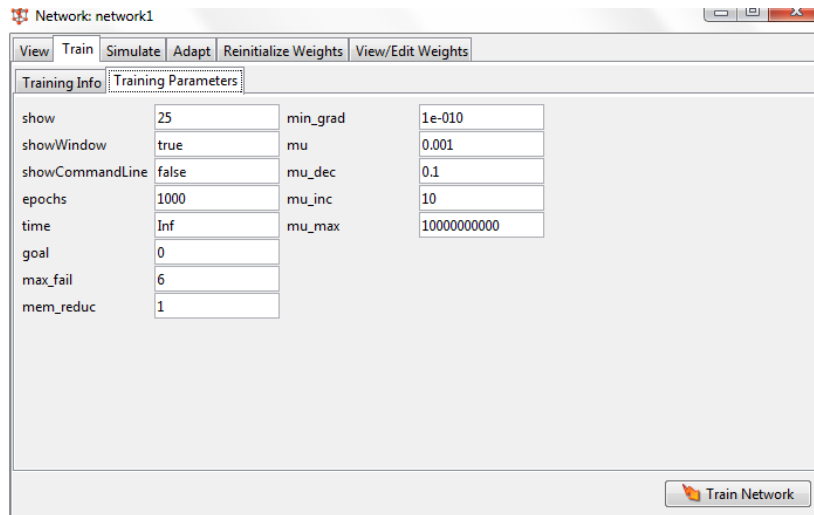 Network: network1
View Train Simulate Adapt Reinitialize Weights View/Edit Weights
Training Info Training Parameters
show 25 min_grad 1e-010
showWindow true mu 0.001
showCommandLine false mu_dec 0.1
epochs 1000 mu_inc 10
time Inf mu_max 10000000000
goal 0
max_fail 6
mem_reduc 1
Train Network